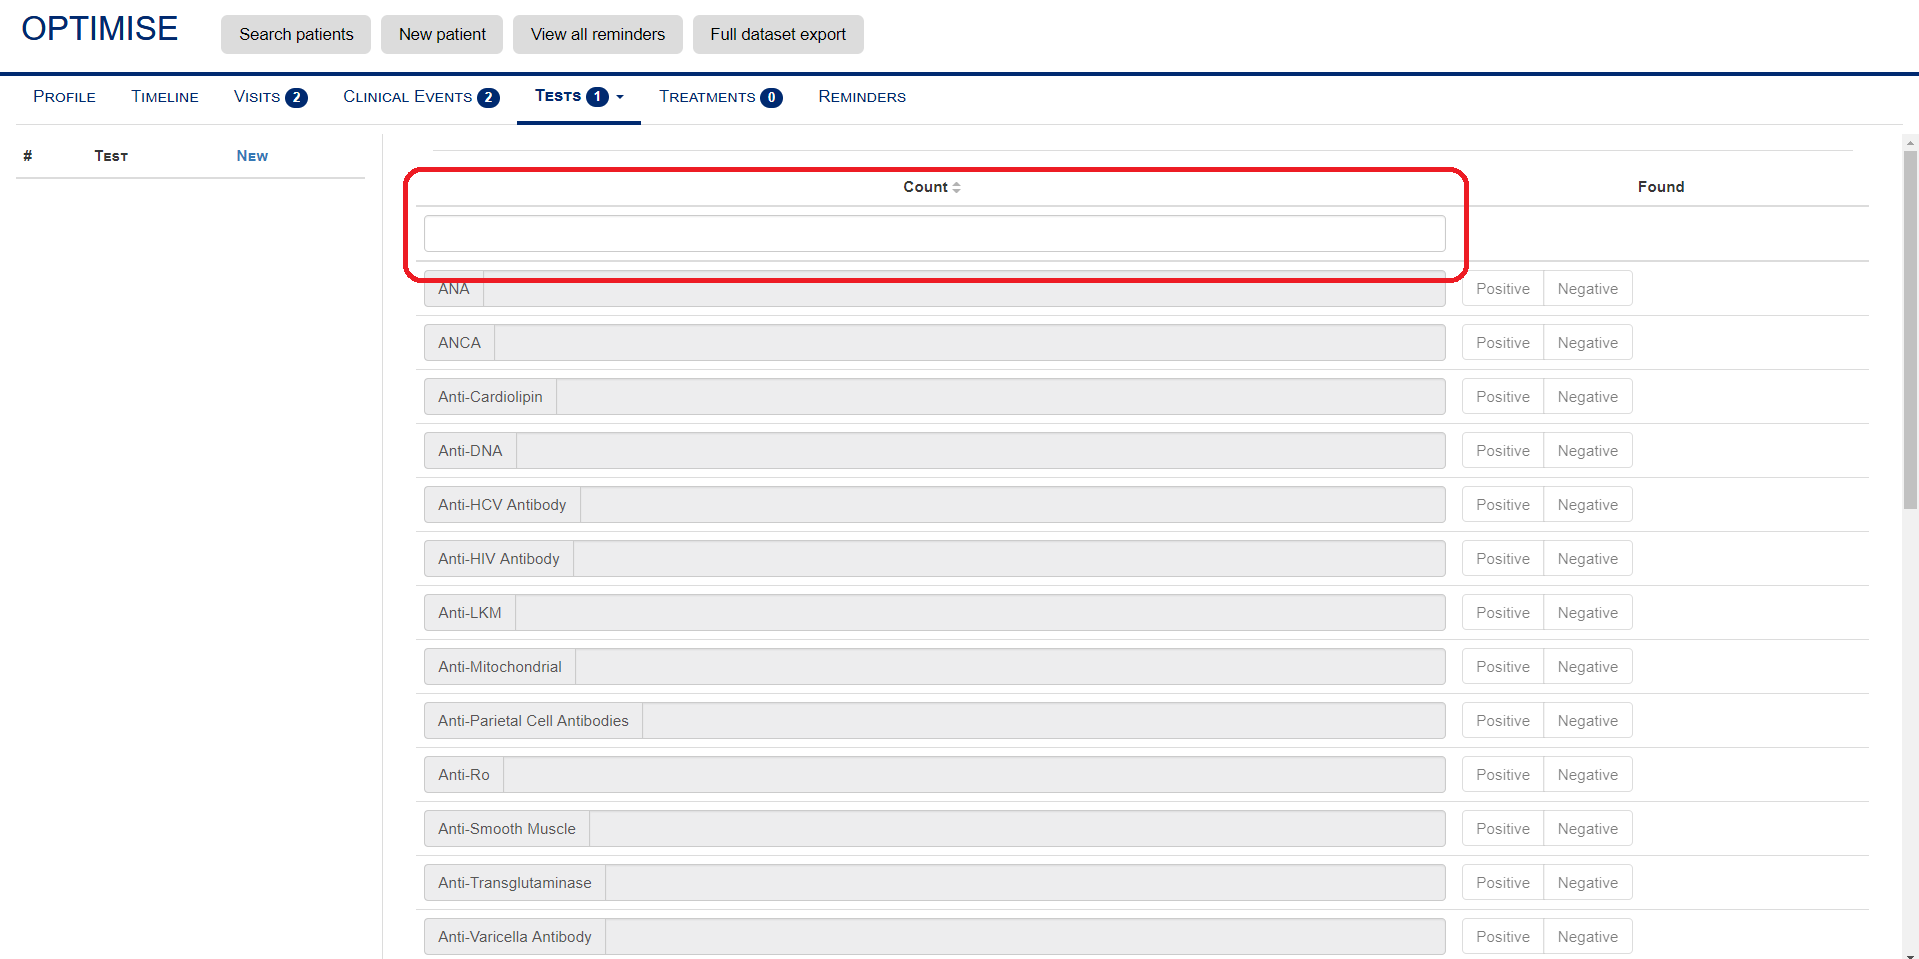 OPTIMISE
Search patients New patient View all reminders Full dataset export
PROFILE TIMELINE VISITS 2 CLINICAL EVENTS 2 TESTS 1 TREATMENTS 0 REMINDERS
# TEST NEW
Count Found
ANA Positive Negative
ANCA Positive Negative
Anti-Cardiolipin Positive Negative
Anti-DNA Positive Negative
Anti-HCV Antibody Positive Negative
Anti-HIV Antibody Positive Negative
Anti-LKM Positive Negative
Anti-Mitochondrial Positive Negative
Anti-Parietal Cell Antibodies Positive Negative
Anti-Ro Positive Negative
Anti-Smooth Muscle Positive Negative
Anti-Transglutaminase Positive Negative
Anti-Varicella Antibody Positive Negative